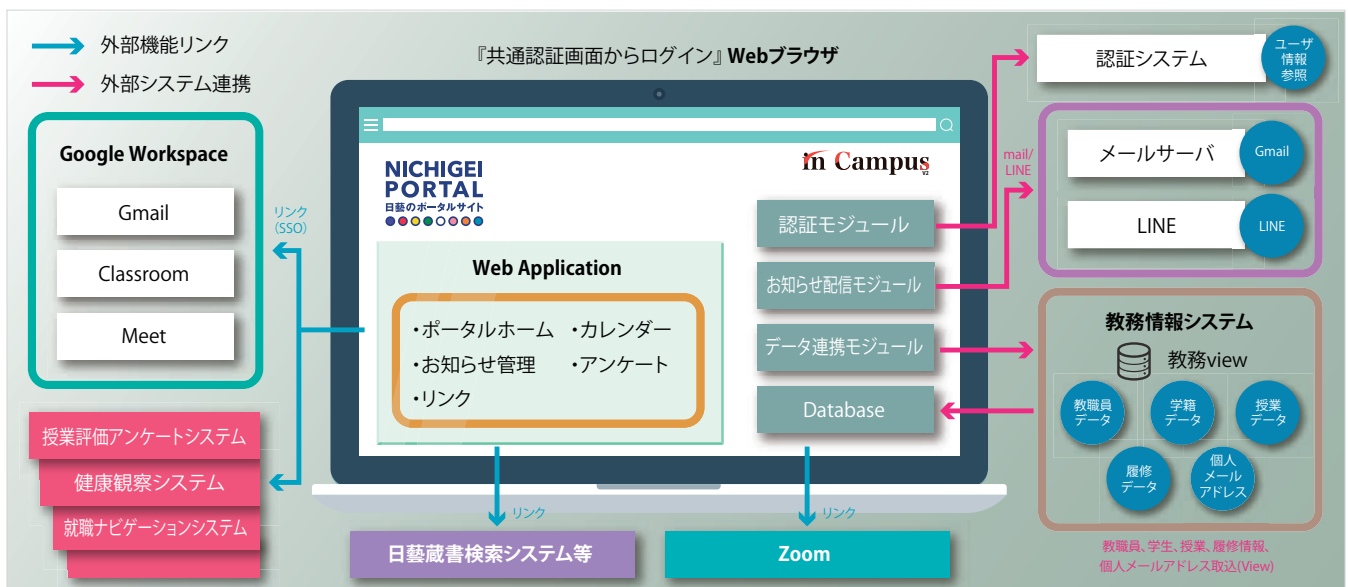 外部機能リンク
外部システム連携
『共通認証画面からログイン』Webブラウザ
Google Workspace
Gmail
Classroom
Meet
リンク
(SSO)
授業評価アンケートシステム
健康観察システム
就職ナビゲーションシステム
NICHIGEI
PORTAL
日藝のポータルサイト
in Campus
V2
Web Application
・ポータルホーム ・カレンダー
・お知らせ管理 ・アンケート
・リンク
認証モジュール
お知らせ配信モジュール
データ連携モジュール
Database
リンク
リンク
日藝蔵書検索システム等
Zoom
認証システム
ユーザ
情報
参照
mail/
LINE
メールサーバ
Gmail
LINE
LINE
教務情報システム
教務view
教職員
データ
学籍
データ
授業
データ
履修
データ
個人
メール
アドレス
教職員、学生、授業、履修情報、
個人メールアドレス取込(View)